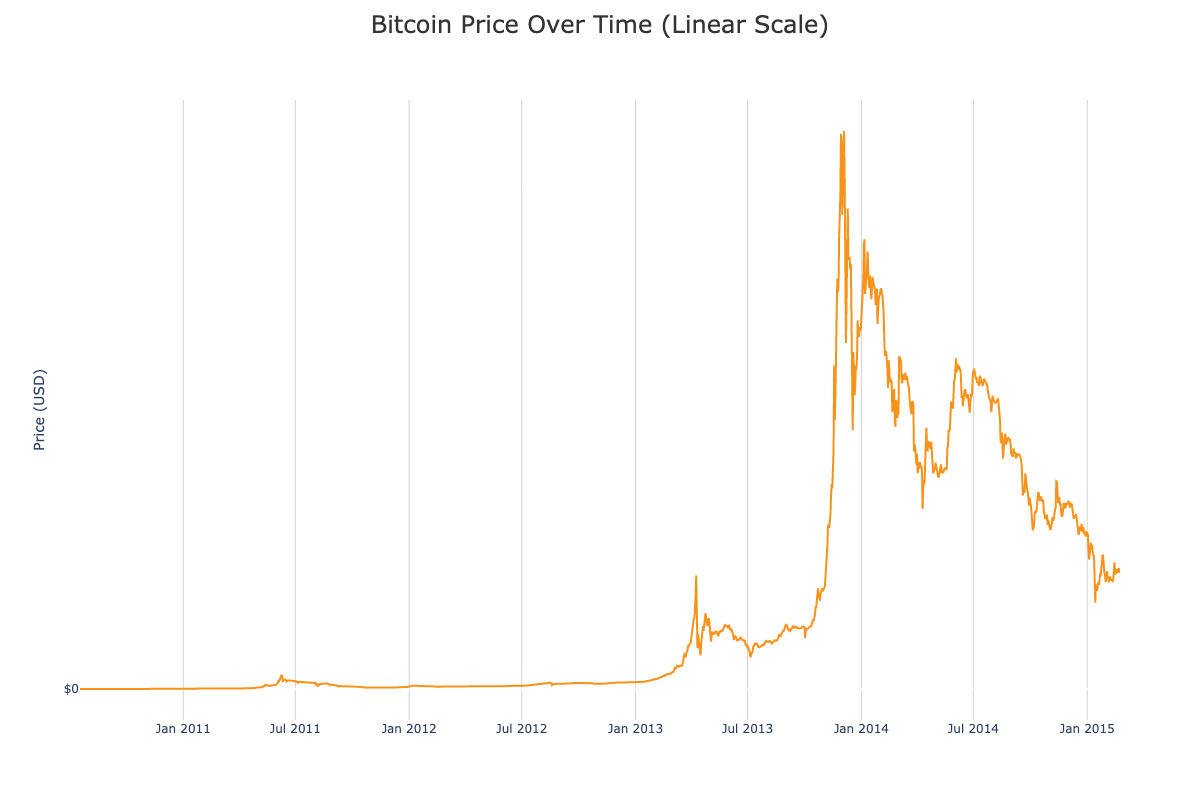 Bitcoin Price Over Time (Linear Scale)
Price (USD)
$0
Jan 2011
Jul 2011
Jan 2012
Jul 2012
Jan 2013
Jul 2013
Jan 2014
Jul 2014
Jan 2015